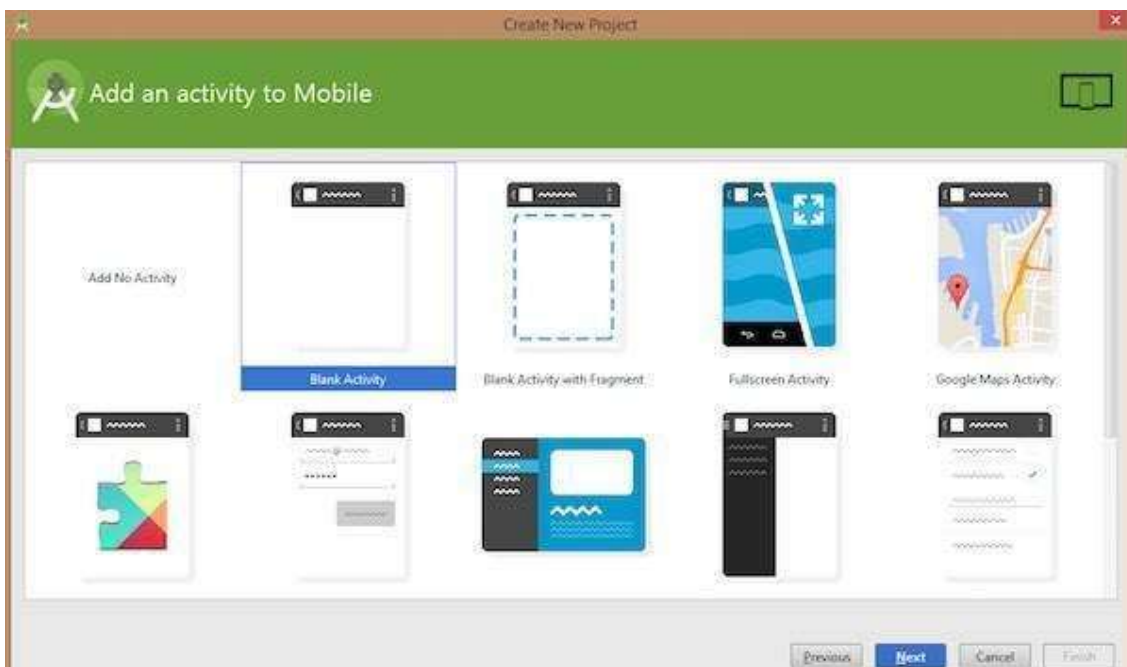 Create New Project
Add an activity to Mobile
Add No Activity
Blank Activity
Blank Activity with Fragment
Fullscreen Activity
Google Maps Activity
Previous
Next
Cancel
Finish